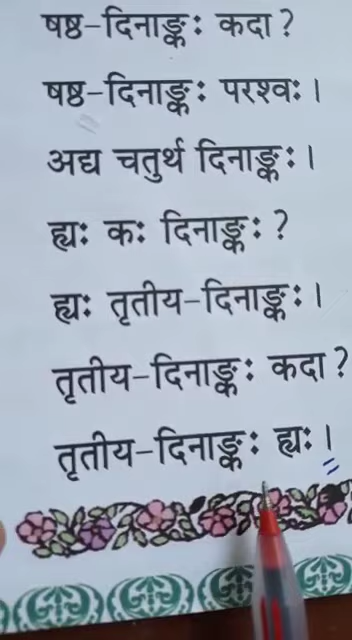 षष्ठ-दिनाङ्कः कदा ?
षष्ठ-दिनाङ्कः परश्वः ।
अद्य चतुर्थ दिनाङ्कः ।
ह्यः कः दिनाङ्कः ?
ह्यः तृतीय-दिनाङ्कः ।
तृतीय-दिनाङ्कः कदा ?
तृतीय-दिनाङ्कः ह्यः ।